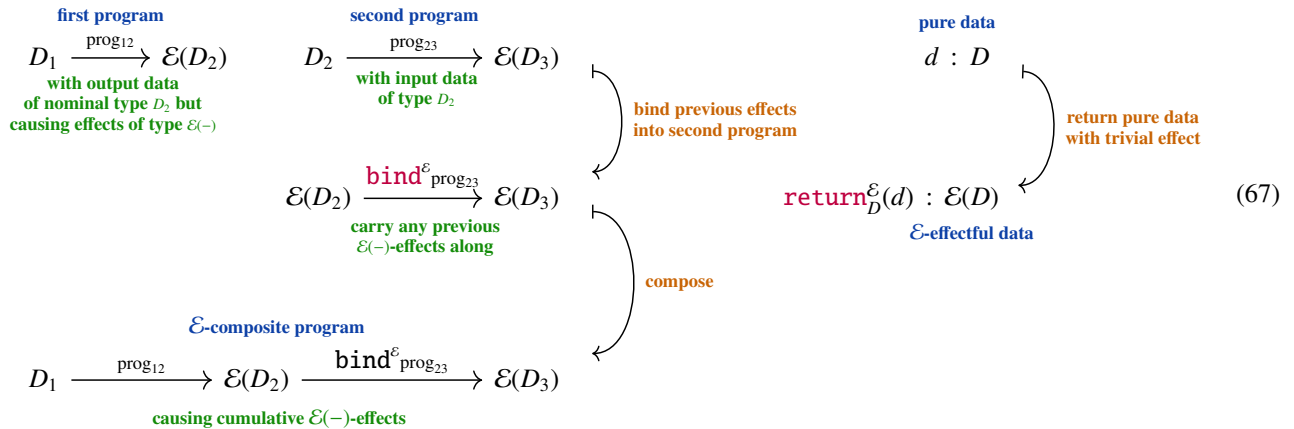 first program second program pure data
D₁ —prog₁₂→ ℰ(D₂) D₂ —prog₂₃→ ℰ(D₃) d : D
with output data
of nominal type D₂ but
causing effects of type ℰ(−)
with input data
of type D₂
bind previous effects
into second program
return pure data
with trivial effect
ℰ(D₂) —bind^ℰ prog₂₃→ ℰ(D₃) return^ℰ_D(d) : ℰ(D) (67)
carry any previous
ℰ(−)-effects along
ℰ-effectful data
compose
ℰ-composite program
D₁ —prog₁₂→ ℰ(D₂) —bind^ℰ prog₂₃→ ℰ(D₃)
causing cumulative ℰ(−)-effects